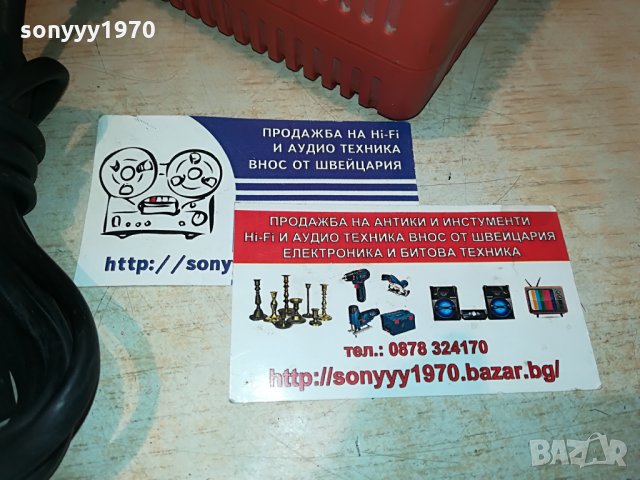 sonyyy1970
ПРОДАЖБА НА Hi-Fi
И АУДИО ТЕХНИКА
ВНОС ОТ ШВЕЙЦАРИЯ
http://sony
ПРОДАЖБА НА АНТИКИ И ИНСТУМЕНТИ
Hi-Fi И АУДИО ТЕХНИКА ВНОС ОТ ШВЕИЦАРИЯ
ЕЛЕКТРОНИКА И БИТОВА ТЕХНИКА
тел.: 0878 324170
http://sonyyy1970.bazar.bg/
BAZAR
bg